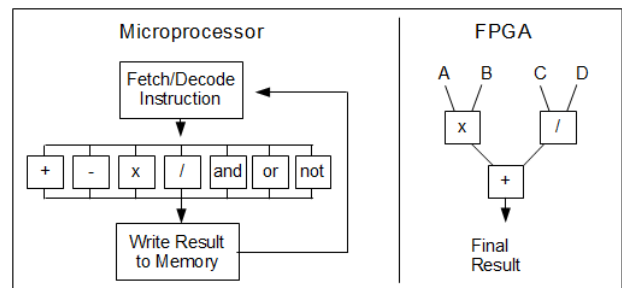 Microprocessor
Fetch/Decode
Instruction
+ - x / and or not
Write Result
to Memory
FPGA
A B C D
x /
+
Final
Result